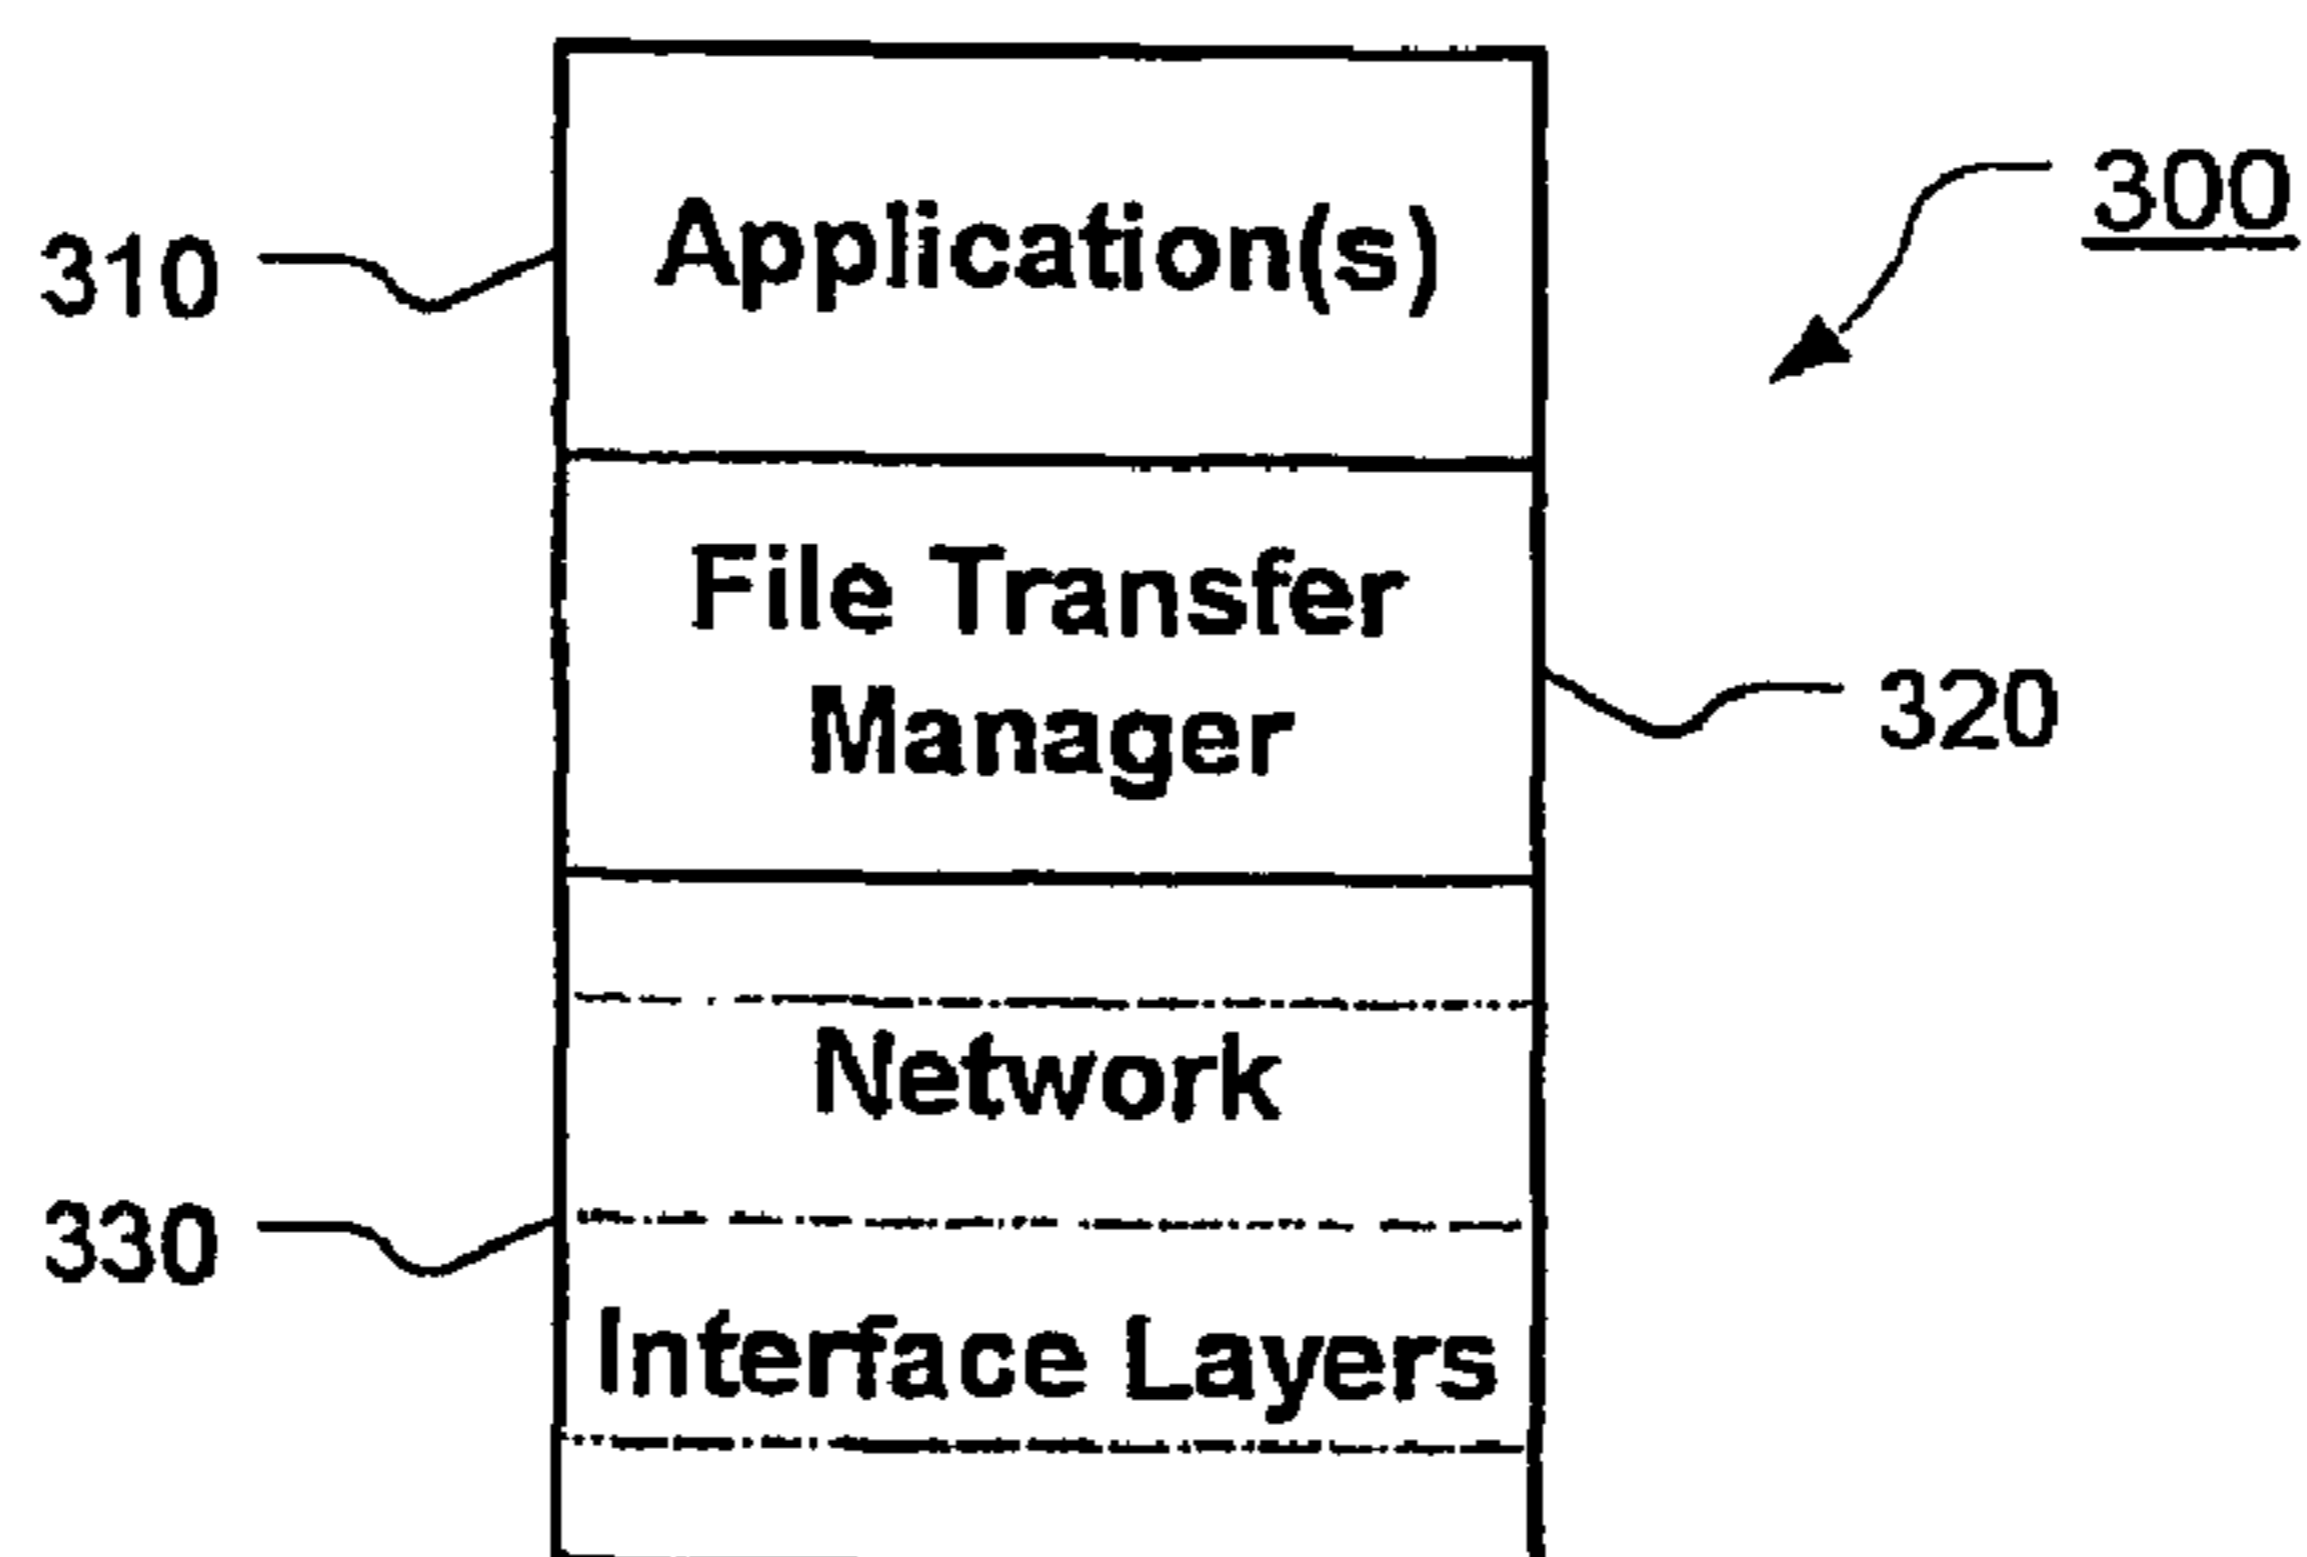 300
310
Application(s)
File Transfer
Manager
320
Network
330
Interface Layers